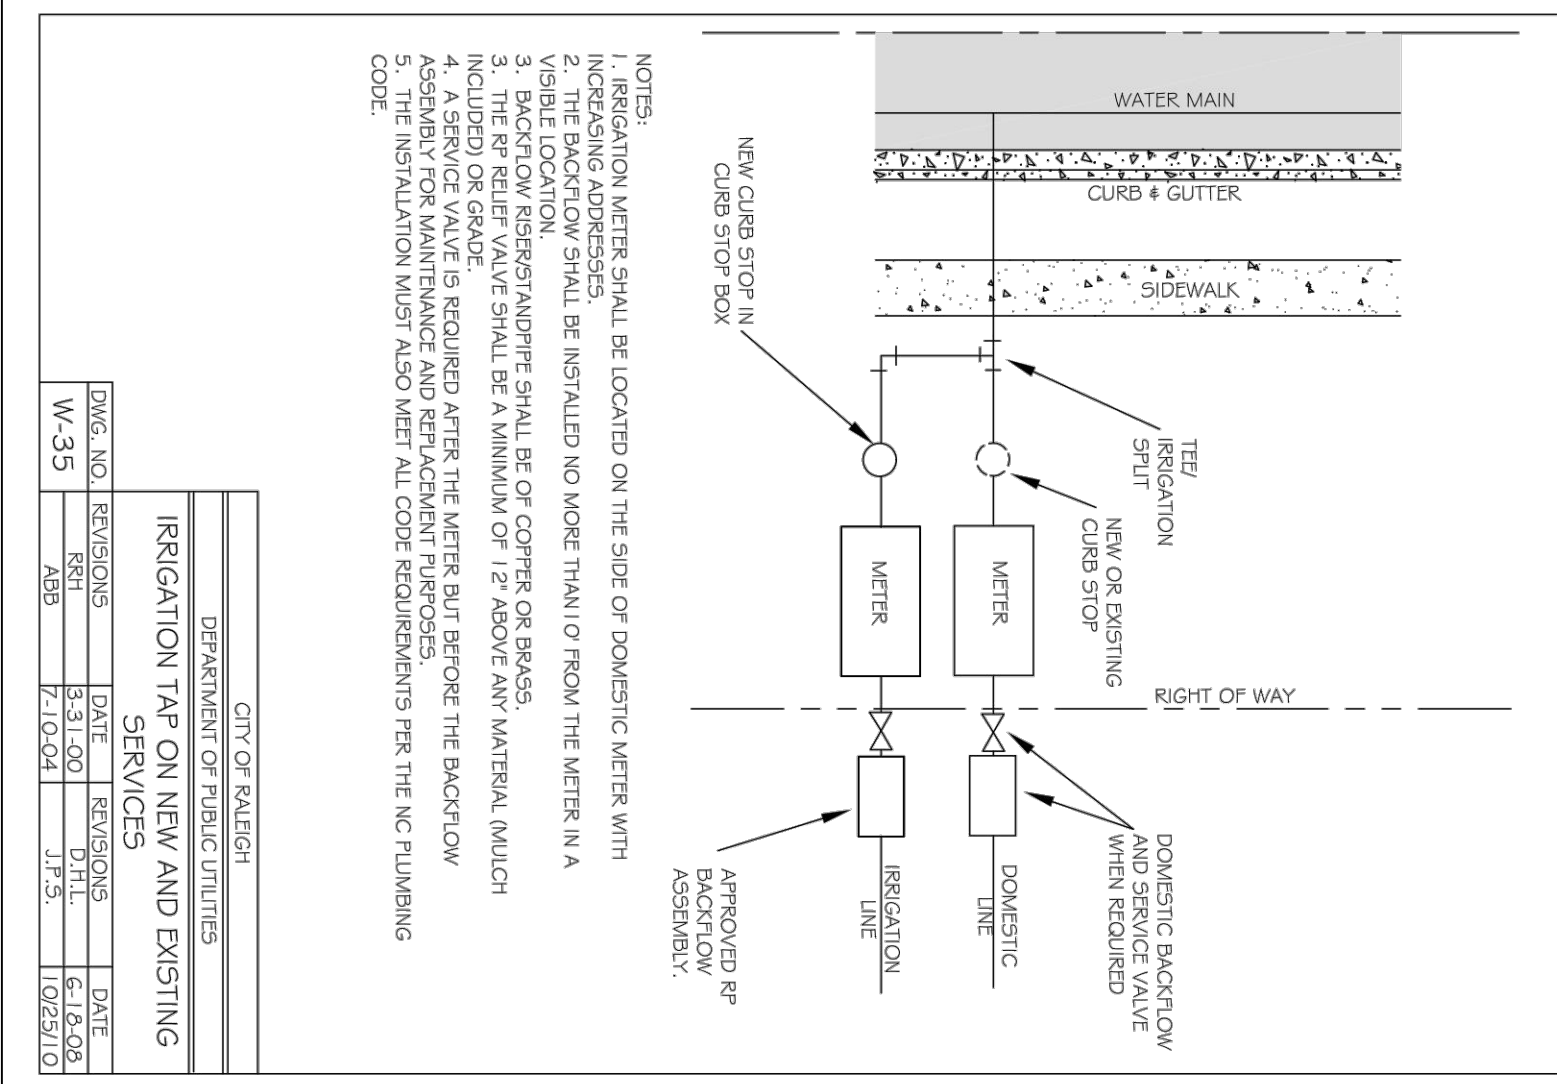 WATER MAIN
CURB & GUTTER
SIDEWALK
NEW CURB STOP IN
CURB STOP BOX
TEE/
IRRIGATION
SPLIT
NEW OR EXISTING
CURB STOP
METER
METER
RIGHT OF WAY
DOMESTIC BACKFLOW
AND SERVICE VALVE
WHEN REQUIRED
DOMESTIC
LINE
IRRIGATION
LINE
APPROVED RP
BACKFLOW
ASSEMBLY.
NOTES:
1. IRRIGATION METER SHALL BE LOCATED ON THE SIDE OF DOMESTIC METER WITH
INCREASING ADDRESSES.
2. THE BACKFLOW SHALL BE INSTALLED NO MORE THAN 10' FROM THE METER IN A
VISIBLE LOCATION.
3. BACKFLOW RISER/STANDPIPE SHALL BE OF COPPER OR BRASS.
3. THE RP RELIEF VALVE SHALL BE A MINIMUM OF 12" ABOVE ANY MATERIAL (MULCH
INCLUDED) OR GRADE.
4. A SERVICE VALVE IS REQUIRED AFTER THE METER BUT BEFORE THE BACKFLOW
ASSEMBLY FOR MAINTENANCE AND REPLACEMENT PURPOSES.
5. THE INSTALLATION MUST ALSO MEET ALL CODE REQUIREMENTS PER THE NC PLUMBING
CODE.
CITY OF RALEIGH
DEPARTMENT OF PUBLIC UTILITIES
IRRIGATION TAP ON NEW AND EXISTING
SERVICES
DWG. NO. REVISIONS DATE REVISIONS DATE
W-35
RRH 3-31-00 D.H.L. 6-18-08
ABB 7-10-04 J.P.S. 10/25/10